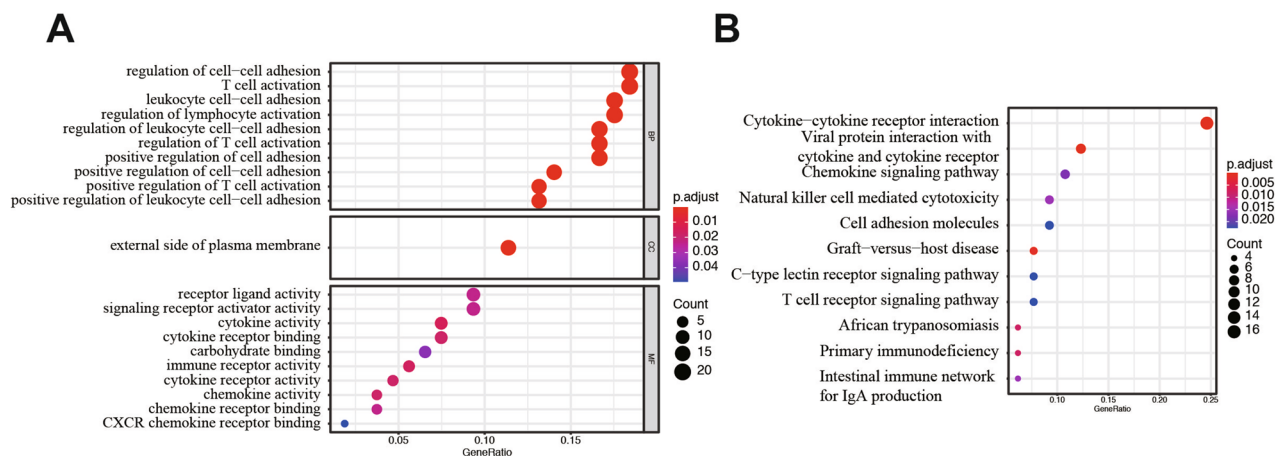 A
regulation of cell−cell adhesion
T cell activation
leukocyte cell−cell adhesion
regulation of lymphocyte activation
regulation of leukocyte cell−cell adhesion
regulation of T cell activation
positive regulation of cell adhesion
positive regulation of cell−cell adhesion
positive regulation of T cell activation
positive regulation of leukocyte cell−cell adhesion
BP
external side of plasma membrane
CC
receptor ligand activity
signaling receptor activator activity
cytokine activity
cytokine receptor binding
carbohydrate binding
immune receptor activity
cytokine receptor activity
chemokine activity
chemokine receptor binding
CXCR chemokine receptor binding
MF
0.05 0.10 0.15
GeneRatio
p.adjust
0.01
0.02
0.03
0.04
Count
5
10
15
20
B
Cytokine−cytokine receptor interaction
Viral protein interaction with
cytokine and cytokine receptor
Chemokine signaling pathway
Natural killer cell mediated cytotoxicity
Cell adhesion molecules
Graft−versus−host disease
C−type lectin receptor signaling pathway
T cell receptor signaling pathway
African trypanosomiasis
Primary immunodeficiency
Intestinal immune network
for IgA production
0.10 0.15 0.20 0.25
GeneRatio
p.adjust
0.005
0.010
0.015
0.020
Count
4
6
8
10
12
14
16